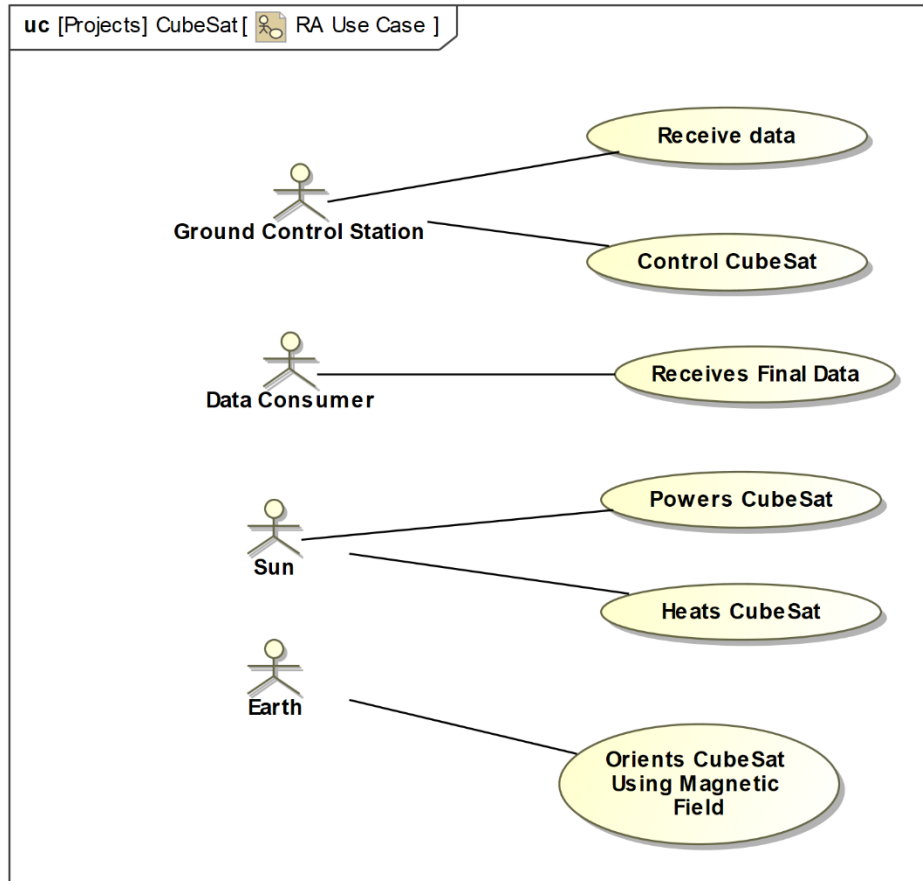 uc [Projects] CubeSat [ RA Use Case ]
Receive data
Ground Control Station
Control CubeSat
Data Consumer
Receives Final Data
Sun
Powers CubeSat
Heats CubeSat
Earth
Orients CubeSat
Using Magnetic
Field